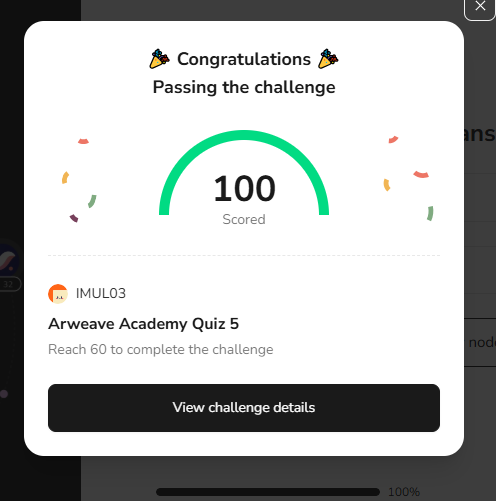 Congratulations
Passing the challenge
ans
100
Scored
32
IMUL03
Arweave Academy Quiz 5
node
Reach 60 to complete the challenge
View challenge details
100%